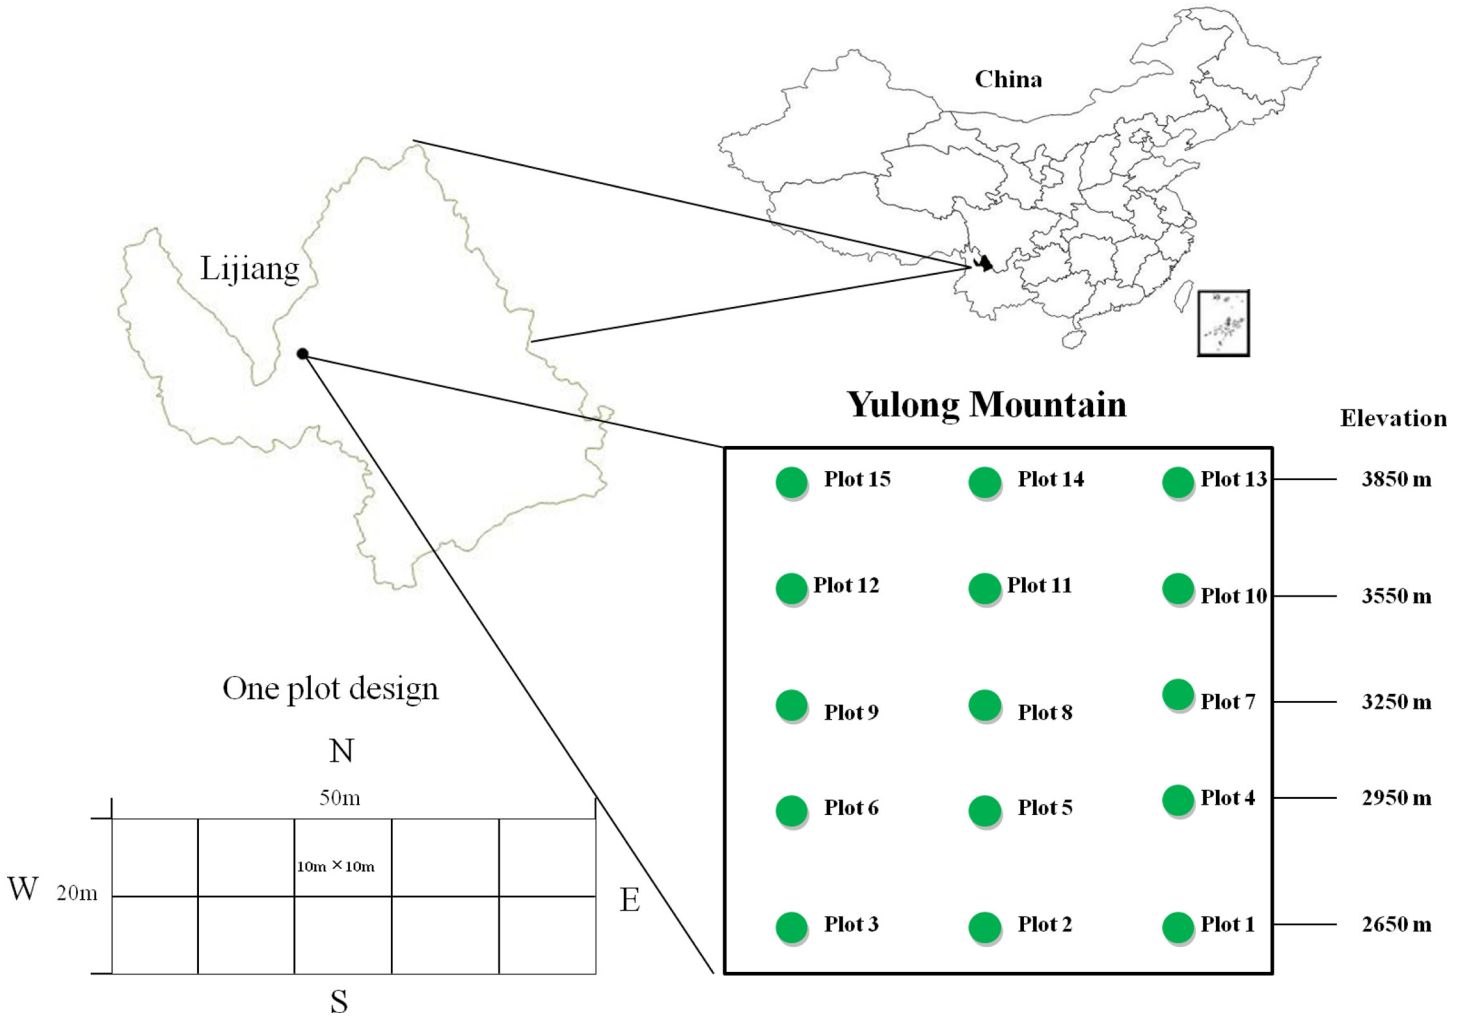 China
Lijiang
Yulong Mountain
Elevation
Plot 15 Plot 14 Plot 13 3850 m
Plot 12 Plot 11 Plot 10 3550 m
Plot 9 Plot 8 Plot 7 3250 m
Plot 6 Plot 5 Plot 4 2950 m
Plot 3 Plot 2 Plot 1 2650 m
One plot design
N
50m
10m × 10m
W 20m E
S